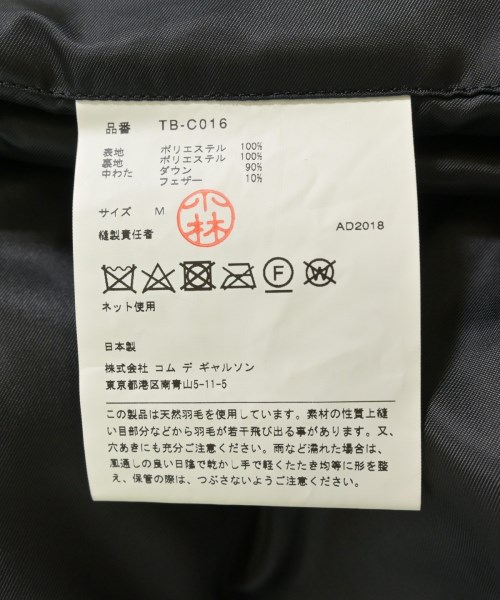 品番 TB-C016
表地 ポリエステル 100%
裏地 ポリエステル 100%
中わた ダウン 90%
フェザー 10%
サイズ M
小林
縫製責任者 AD2018
F W
ネット使用
日本製
株式会社 コム デ ギャルソン
東京都港区南青山5-11-5
この製品は天然羽毛を使用しています。素材の性質上縫
い目部分などから羽毛が若干飛び出る事があります。又、
穴あきにも充分ご注意ください。雨など濡れた場合は、
風通しの良い日陰で乾かし手で軽くたたき均等に形を整
え、保管の際は、つぶさないようご注意ください。